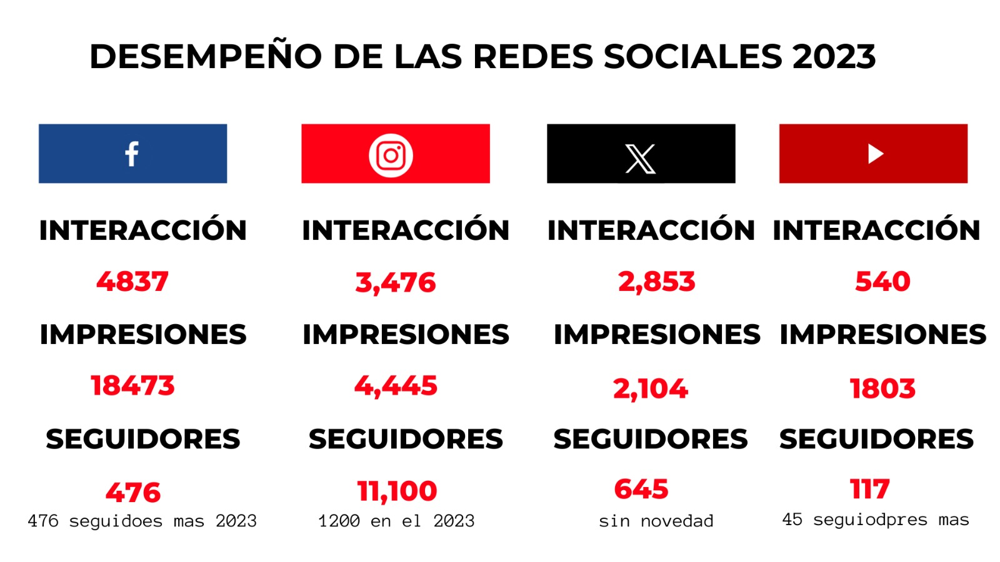 DESEMPEÑO DE LAS REDES SOCIALES 2023
INTERACCIÓN
4837
IMPRESIONES
18473
SEGUIDORES
476
476 seguidoes mas 2023
INTERACCIÓN
3,476
IMPRESIONES
4,445
SEGUIDORES
11,100
1200 en el 2023
INTERACCIÓN
2,853
IMPRESIONES
2,104
SEGUIDORES
645
sin novedad
INTERACCIÓN
540
IMPRESIONES
1803
SEGUIDORES
117
45 seguiodpres mas